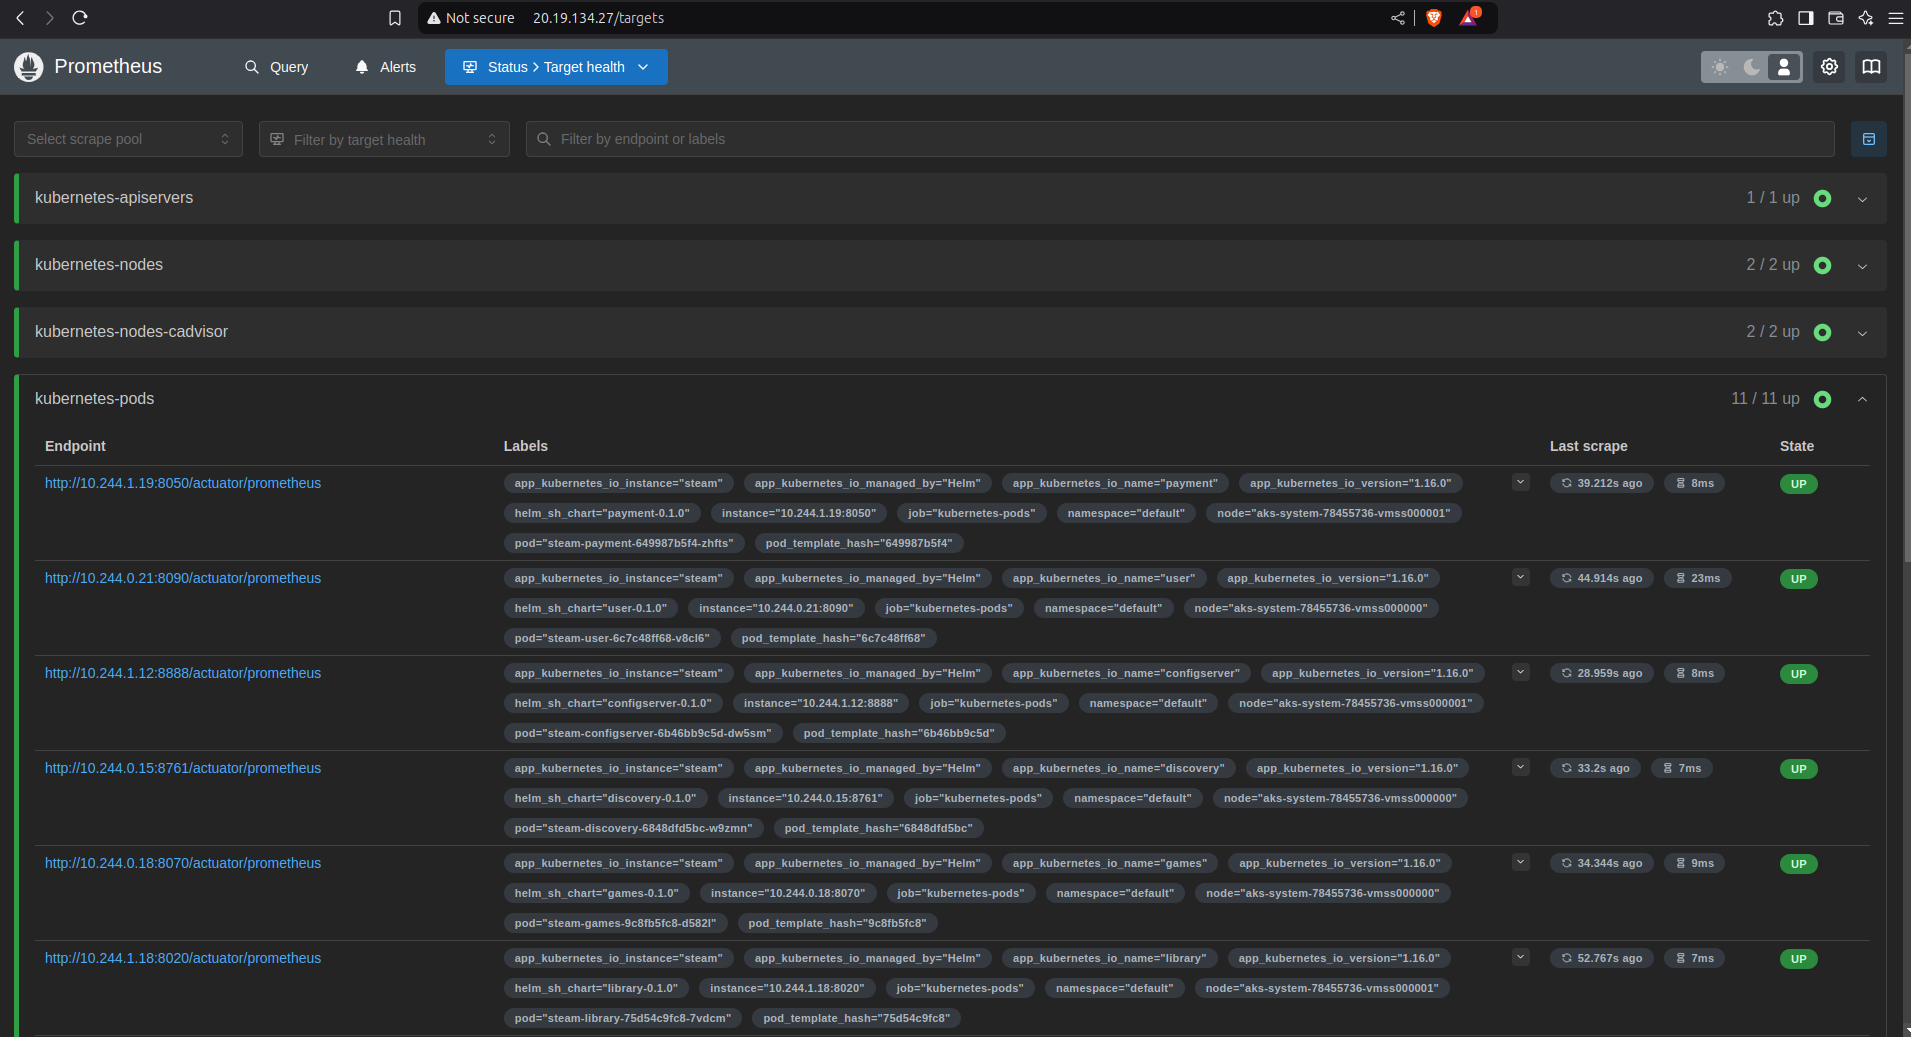 Not secure 20.19.134.27/targets 1
Prometheus Query Alerts Status > Target health
Select scrape pool Filter by target health Filter by endpoint or labels
kubernetes-apiservers 1 / 1 up
kubernetes-nodes 2 / 2 up
kubernetes-nodes-cadvisor 2 / 2 up
kubernetes-pods 11 / 11 up
Endpoint Labels Last scrape State
http://10.244.1.19:8050/actuator/prometheus app_kubernetes_io_instance="steam" app_kubernetes_io_managed_by="Helm" app_kubernetes_io_name="payment" app_kubernetes_io_version="1.16.0" 39.212s ago 8ms UP
helm_sh_chart="payment-0.1.0" instance="10.244.1.19:8050" job="kubernetes-pods" namespace="default" node="aks-system-78455736-vmss000001"
pod="steam-payment-649987b5f4-zhfts" pod_template_hash="649987b5f4"
http://10.244.0.21:8090/actuator/prometheus app_kubernetes_io_instance="steam" app_kubernetes_io_managed_by="Helm" app_kubernetes_io_name="user" app_kubernetes_io_version="1.16.0" 44.914s ago 23ms UP
helm_sh_chart="user-0.1.0" instance="10.244.0.21:8090" job="kubernetes-pods" namespace="default" node="aks-system-78455736-vmss000000"
pod="steam-user-6c7c48ff68-v8cl6" pod_template_hash="6c7c48ff68"
http://10.244.1.12:8888/actuator/prometheus app_kubernetes_io_instance="steam" app_kubernetes_io_managed_by="Helm" app_kubernetes_io_name="configserver" app_kubernetes_io_version="1.16.0" 28.959s ago 8ms UP
helm_sh_chart="configserver-0.1.0" instance="10.244.1.12:8888" job="kubernetes-pods" namespace="default" node="aks-system-78455736-vmss000001"
pod="steam-configserver-6b46bb9c5d-dw5sm" pod_template_hash="6b46bb9c5d"
http://10.244.0.15:8761/actuator/prometheus app_kubernetes_io_instance="steam" app_kubernetes_io_managed_by="Helm" app_kubernetes_io_name="discovery" app_kubernetes_io_version="1.16.0" 33.2s ago 7ms UP
helm_sh_chart="discovery-0.1.0" instance="10.244.0.15:8761" job="kubernetes-pods" namespace="default" node="aks-system-78455736-vmss000000"
pod="steam-discovery-6848dfd5bc-w9zmn" pod_template_hash="6848dfd5bc"
http://10.244.0.18:8070/actuator/prometheus app_kubernetes_io_instance="steam" app_kubernetes_io_managed_by="Helm" app_kubernetes_io_name="games" app_kubernetes_io_version="1.16.0" 34.344s ago 9ms UP
helm_sh_chart="games-0.1.0" instance="10.244.0.18:8070" job="kubernetes-pods" namespace="default" node="aks-system-78455736-vmss000000"
pod="steam-games-9c8fb5fc8-d582l" pod_template_hash="9c8fb5fc8"
http://10.244.1.18:8020/actuator/prometheus app_kubernetes_io_instance="steam" app_kubernetes_io_managed_by="Helm" app_kubernetes_io_name="library" app_kubernetes_io_version="1.16.0" 52.767s ago 7ms UP
helm_sh_chart="library-0.1.0" instance="10.244.1.18:8020" job="kubernetes-pods" namespace="default" node="aks-system-78455736-vmss000001"
pod="steam-library-75d54c9fc8-7vdcm" pod_template_hash="75d54c9fc8"